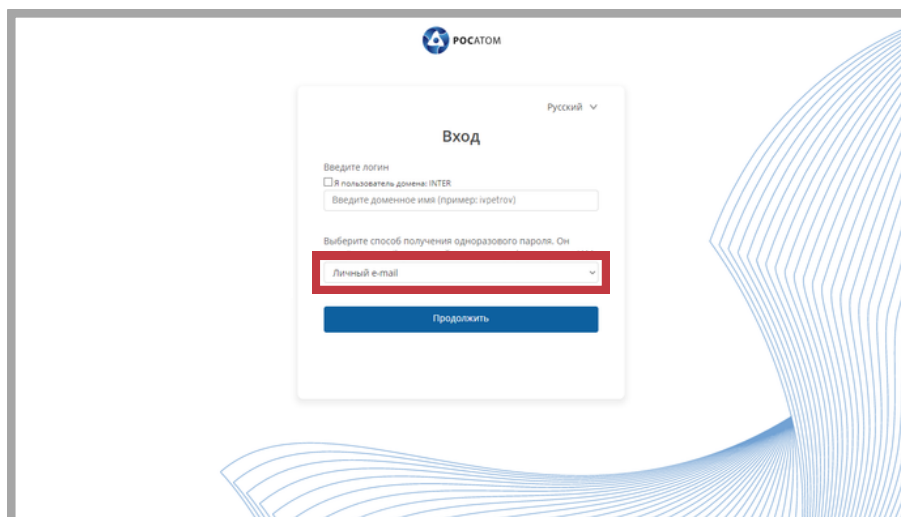 РОСАТОМ
Русский
Вход
Введите логин
Я пользователь домена: INTER
Введите доменное имя (пример: ivpetrov)
Выберите способ получения одноразового пароля. Он
Личный e-mail
Продолжить